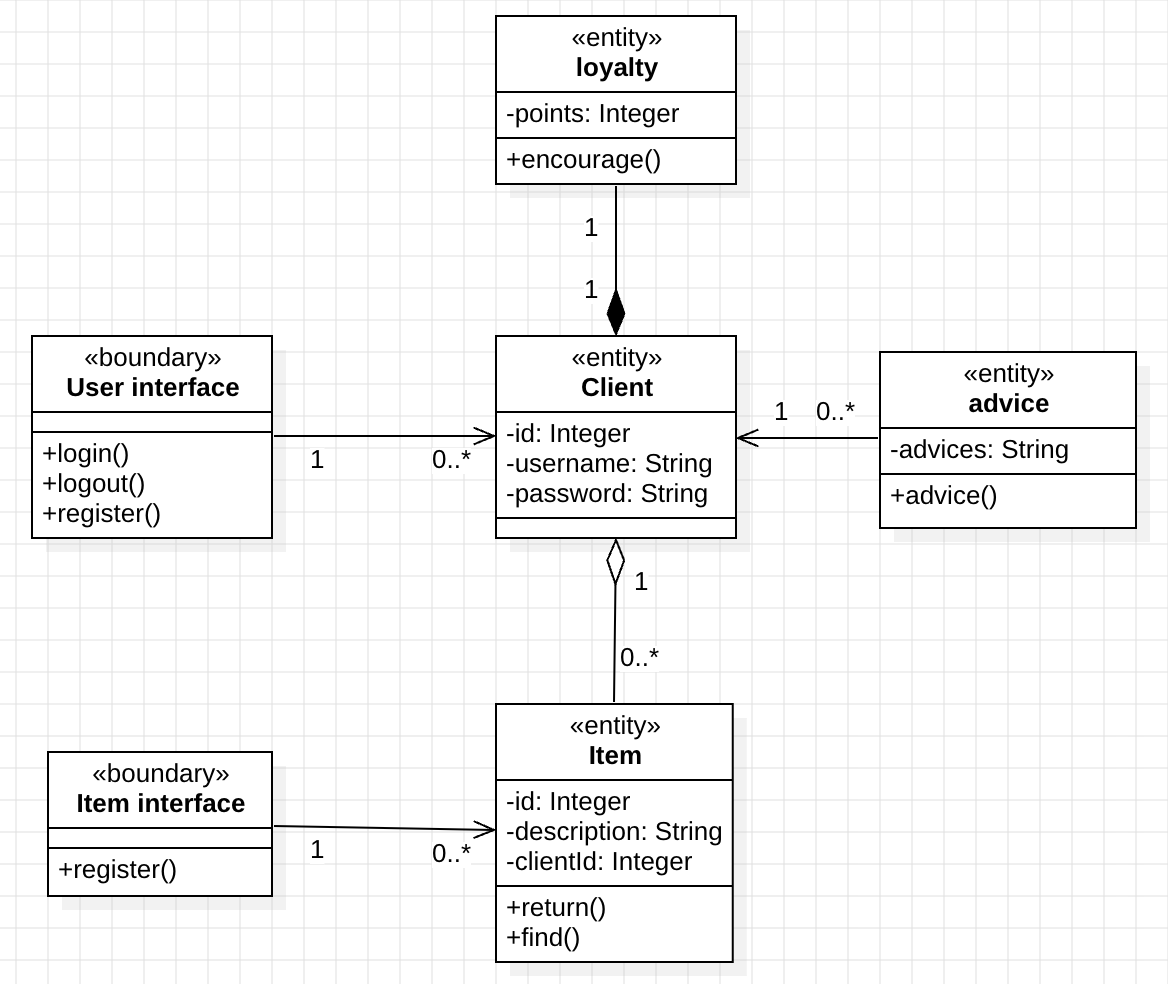 «entity»
loyalty
-points: Integer
+encourage()
1
1
«boundary»
User interface
+login()
+logout()
+register()
1
0..*
«entity»
Client
-id: Integer
-username: String
-password: String
1
0..*
«entity»
advice
-advices: String
+advice()
1
0..*
«boundary»
Item interface
+register()
1
0..*
«entity»
Item
-id: Integer
-description: String
-clientId: Integer
+return()
+find()